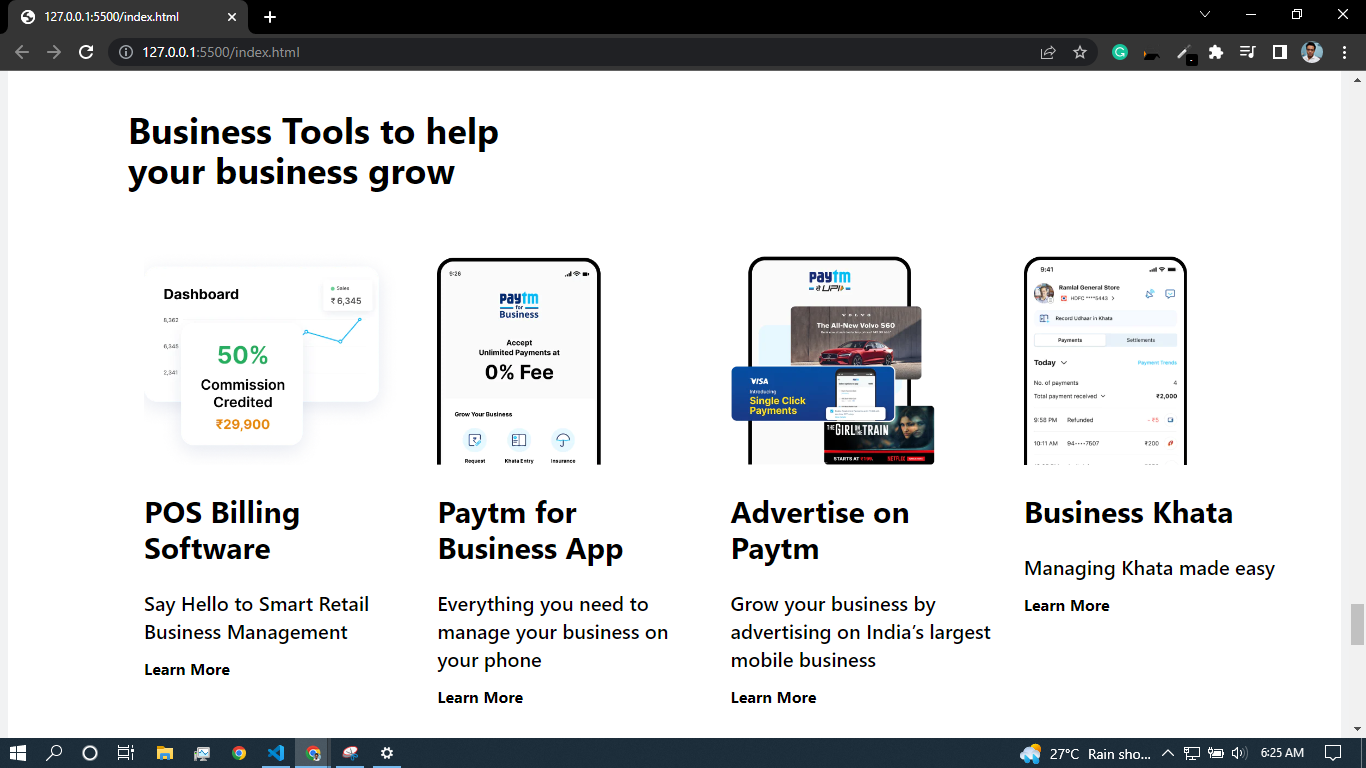 127.0.0.1:5500/index.html
127.0.0.1:5500/index.html
Business Tools to help
your business grow
Dashboard
Sales
₹ 6,345
8,362
6,345
2,341
50%
Commission
Credited
₹29,900
9:26
paytm
for
Business
Accept
Unlimited Payments at
0% Fee
Grow Your Business
Request
Khata Entry
Insurance
paytm
UPI
VOLVO
The All-New Volvo S60
VISA
Introducing
Single Click
Payments
THE GIRL ON THE TRAIN
STARTS AT
NETFLIX
9:41
Ramlal General Store
HDFC ****5443 >
Record Udhaar in Khata
Payments
Settlements
Today
Payment Trends
No. of payments
4
Total payment received
₹2,000
9:58 PM
Refunded
- ₹5
10:11 AM
94****7507
₹200
POS Billing
Software
Say Hello to Smart Retail
Business Management
Learn More
Paytm for
Business App
Everything you need to
manage your business on
your phone
Learn More
Advertise on
Paytm
Grow your business by
advertising on India’s largest
mobile business
Learn More
Business Khata
Managing Khata made easy
Learn More
27°C Rain sho...
6:25 AM